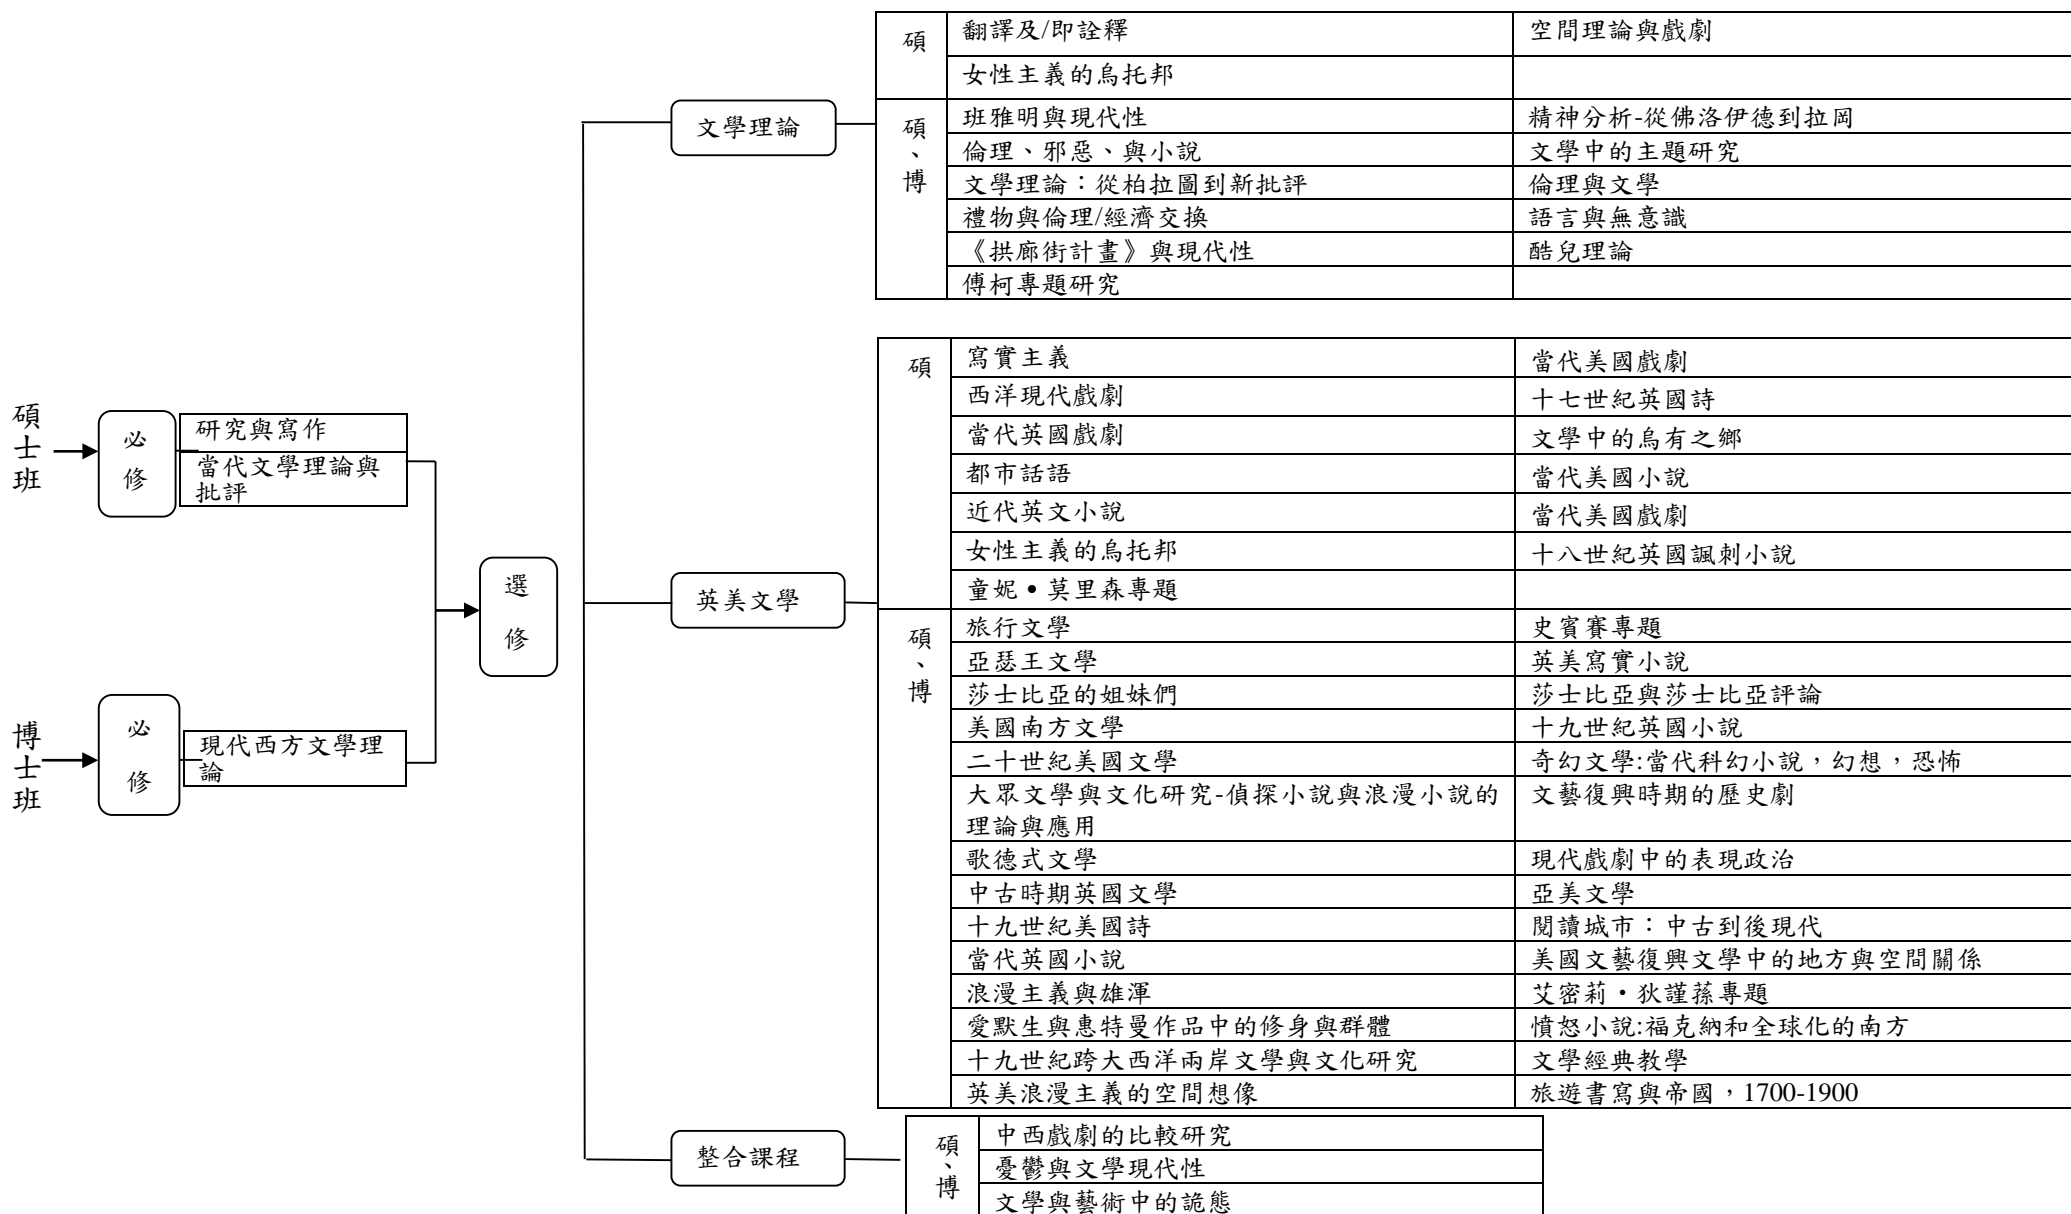 碩士班
必修
研究與寫作
當代文學理論與
批評
博士班
必修
現代西方文學理
論
選修
文學理論
碩
翻譯及/即詮釋
空間理論與戲劇
女性主義的烏托邦
碩、博
班雅明與現代性
精神分析-從佛洛伊德到拉岡
倫理、邪惡、與小說
文學中的主題研究
文學理論：從柏拉圖到新批評
倫理與文學
禮物與倫理/經濟交換
語言與無意識
《拱廊街計畫》與現代性
酷兒理論
傅柯專題研究
英美文學
碩
寫實主義
當代美國戲劇
西洋現代戲劇
十七世紀英國詩
當代英國戲劇
文學中的烏有之鄉
都市話語
當代美國小說
近代英文小說
當代美國戲劇
女性主義的烏托邦
十八世紀英國諷刺小說
童妮•莫里森專題
碩、博
旅行文學
史賓賽專題
亞瑟王文學
英美寫實小說
莎士比亞的姐妹們
莎士比亞與莎士比亞評論
美國南方文學
十九世紀英國小說
二十世紀美國文學
奇幻文學:當代科幻小說，幻想，恐怖
大眾文學與文化研究-偵探小說與浪漫小說的
理論與應用
文藝復興時期的歷史劇
歌德式文學
現代戲劇中的表現政治
中古時期英國文學
亞美文學
十九世紀美國詩
閱讀城市：中古到後現代
當代英國小說
美國文藝復興文學中的地方與空間關係
浪漫主義與雄渾
艾密莉‧狄謹蓀專題
愛默生與惠特曼作品中的修身與群體
憤怒小說:福克納和全球化的南方
十九世紀跨大西洋兩岸文學與文化研究
文學經典教學
英美浪漫主義的空間想像
旅遊書寫與帝國，1700-1900
整合課程
碩、博
中西戲劇的比較研究
憂鬱與文學現代性
文學與藝術中的詭態